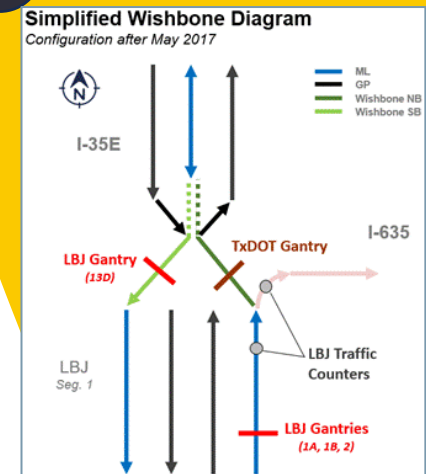 Simplified Wishbone Diagram
Configuration after May 2017
N
ML
GP
Wishbone NB
Wishbone SB
I-35E
I-635
TxDOT Gantry
LBJ Gantry
(13D)
LBJ Traffic
Counters
LBJ
Seg. 1
LBJ Gantries
(1A, 1B, 2)